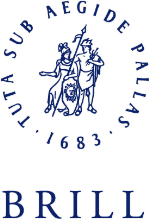 TUTA SUB AEGIDE PALLAS
· 1683 ·
BRILL